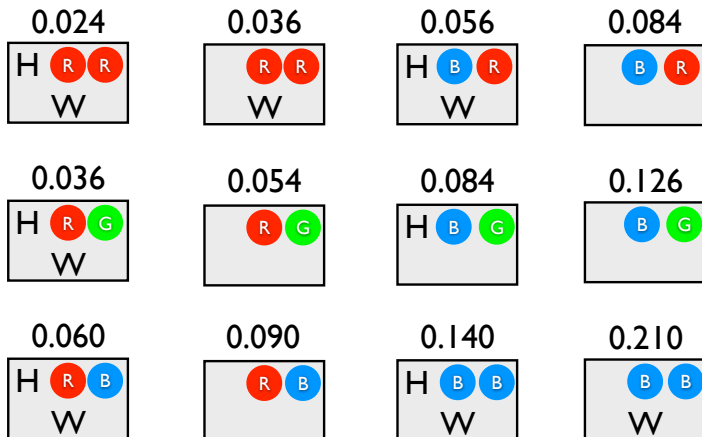 0.024 0.036 0.056 0.084
H R R R R H B R B R
W W W
0.036 0.054 0.084 0.126
H R G R G H B G B G
W
0.060 0.090 0.140 0.210
H R B R B H B B B B
W W W